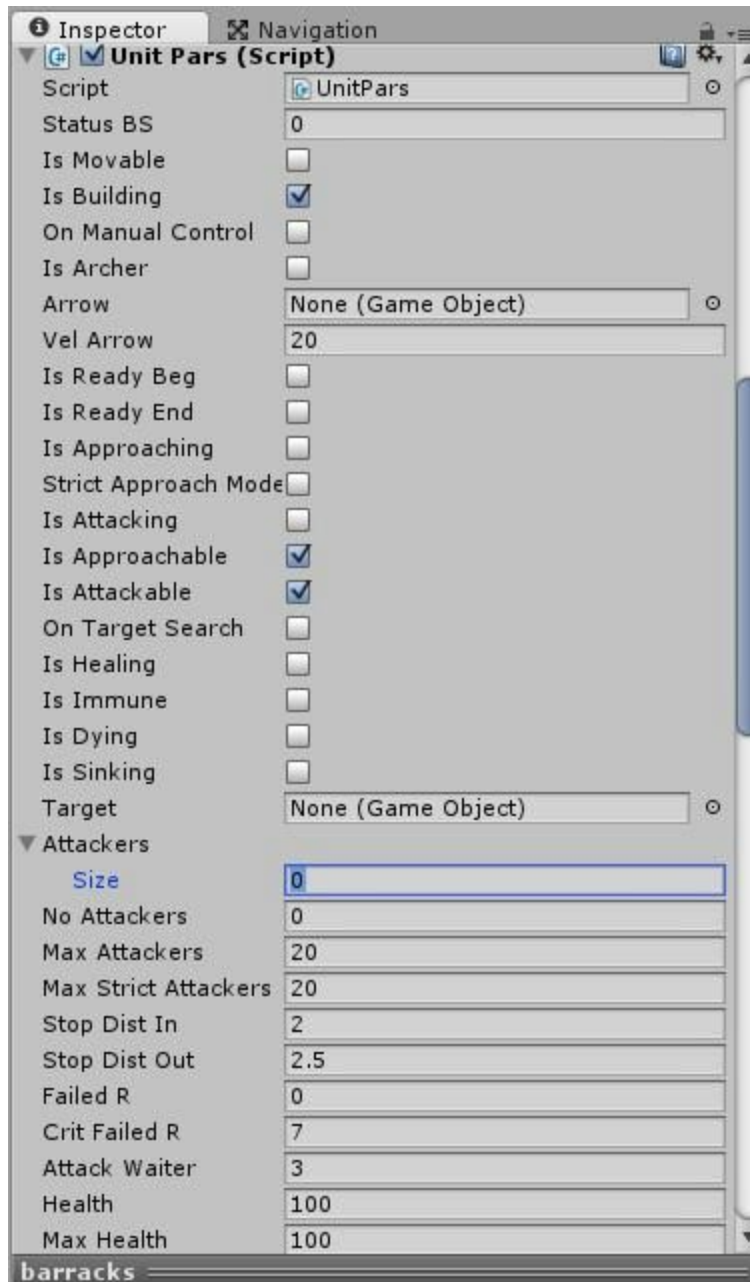 Inspector Navigation
Unit Pars (Script)
Script UnitPars
Status BS 0
Is Movable
Is Building
On Manual Control
Is Archer
Arrow None (Game Object)
Vel Arrow 20
Is Ready Beg
Is Ready End
Is Approaching
Strict Approach Mode
Is Attacking
Is Approachable
Is Attackable
On Target Search
Is Healing
Is Immune
Is Dying
Is Sinking
Target None (Game Object)
Attackers
Size 0
No Attackers 0
Max Attackers 20
Max Strict Attackers 20
Stop Dist In 2
Stop Dist Out 2.5
Failed R 0
Crit Failed R 7
Attack Waiter 3
Health 100
Max Health 100
barracks